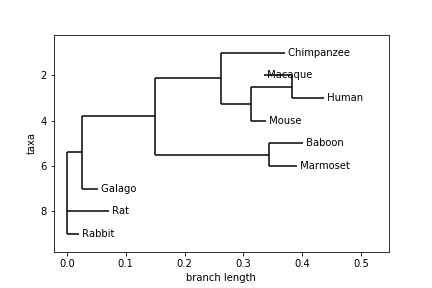 Chimpanzee
2
Macaque
Human
4
Mouse
taxa
Baboon
6
Marmoset
Galago
8
Rat
Rabbit
0.0 0.1 0.2 0.3 0.4 0.5
branch length